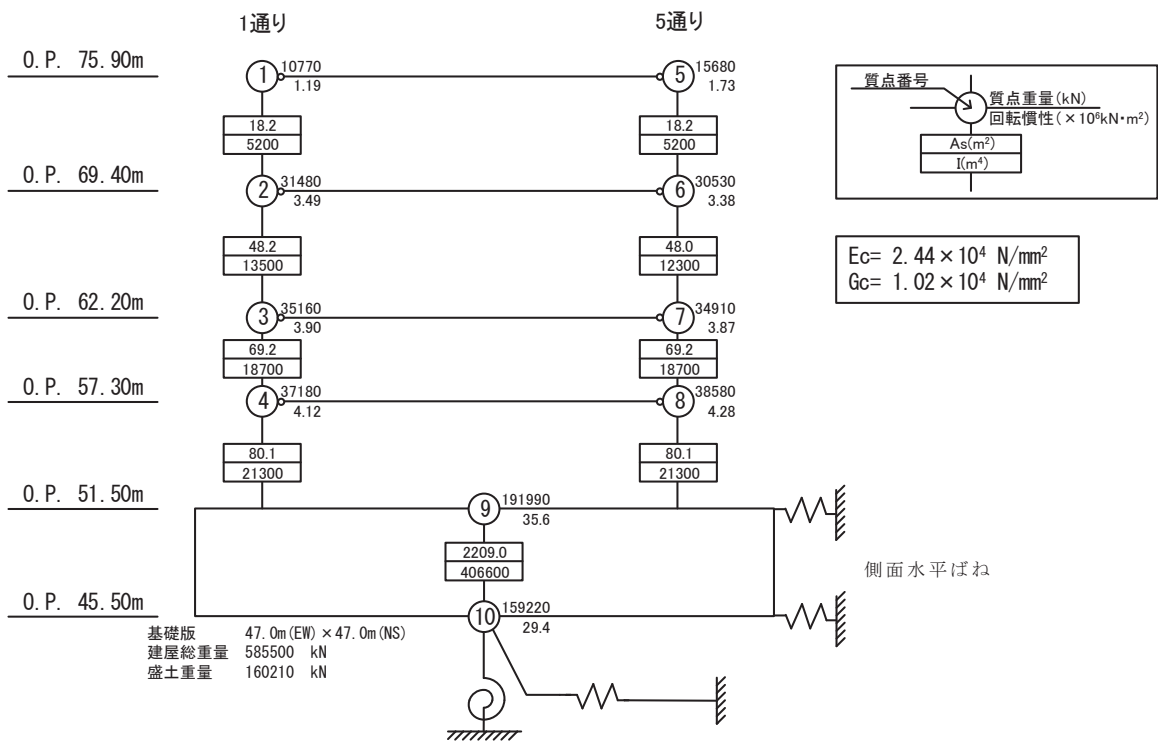 1通り 5通り
O.P. 75.90m
1 10770 5 15680
1.19 1.73
18.2 18.2
5200 5200
O.P. 69.40m
2 31480 6 30530
3.49 3.38
48.2 48.0
13500 12300
O.P. 62.20m
3 35160 7 34910
3.90 3.87
69.2 69.2
18700 18700
O.P. 57.30m
4 37180 8 38580
4.12 4.28
80.1 80.1
21300 21300
O.P. 51.50m
9 191990
35.6
2209.0
406600
側面水平ばね
O.P. 45.50m
10 159220
29.4
基礎版 47.0m(EW)×47.0m(NS)
建屋総重量 585500 kN
盛土重量 160210 kN
質点番号
質点重量(kN)
回転慣性(×10⁶kN・m²)
As(m²)
I(m⁴)
Ec= 2.44×10⁴ N/mm²
Gc= 1.02×10⁴ N/mm²